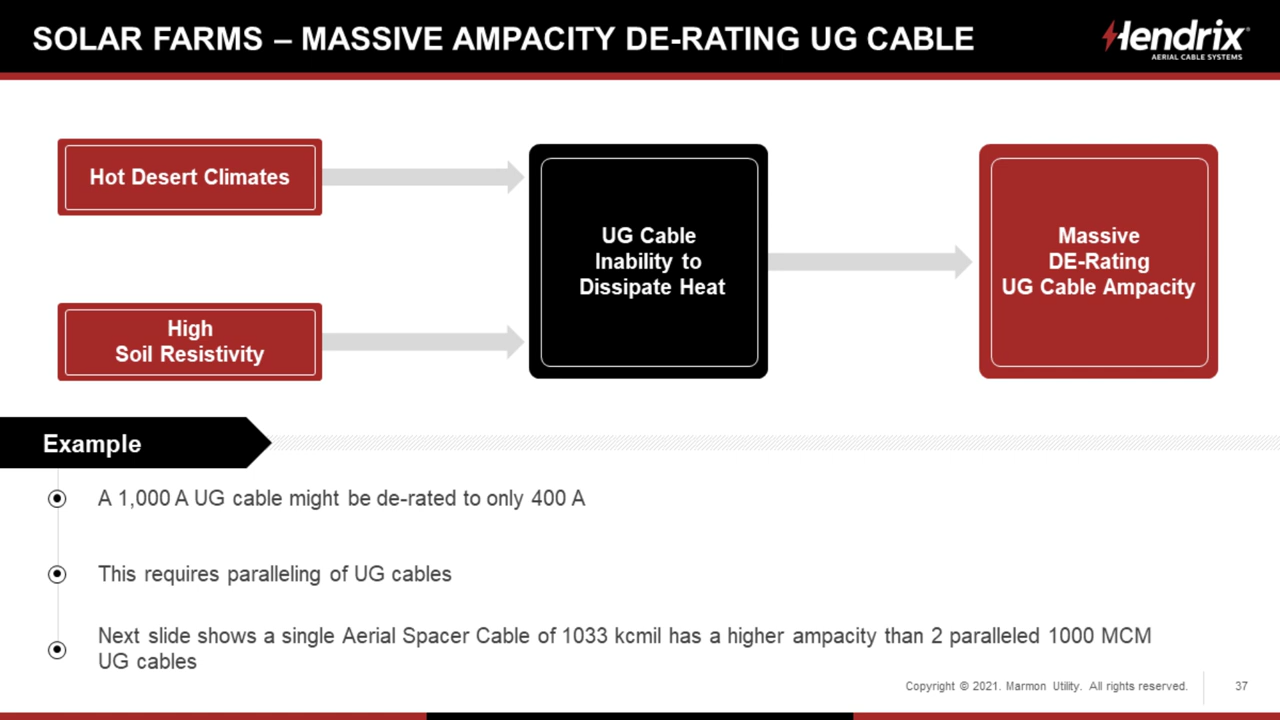 SOLAR FARMS – MASSIVE AMPACITY DE-RATING UG CABLE
Hendrix®
AERIAL CABLE SYSTEMS
Hot Desert Climates
High
Soil Resistivity
UG Cable
Inability to
Dissipate Heat
Massive
DE-Rating
UG Cable Ampacity
Example
A 1,000 A UG cable might be de-rated to only 400 A
This requires paralleling of UG cables
Next slide shows a single Aerial Spacer Cable of 1033 kcmil has a higher ampacity than 2 paralleled 1000 MCM
UG cables
Copyright © 2021. Marmon Utility. All rights reserved.
37